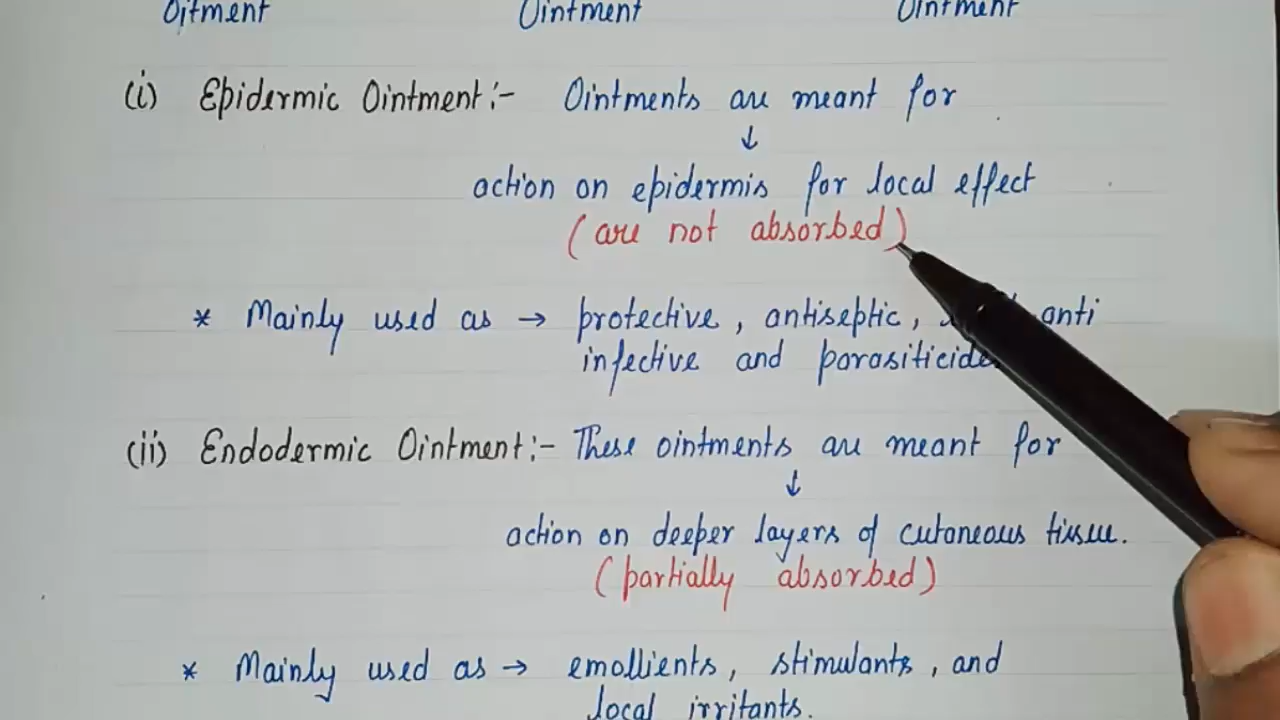 Oitment Ointment Ointment
(i) Epidermic Ointment:- Ointments are meant for
↓
action on epidermis for local effect
(are not absorbed)
* Mainly used as → protective, antiseptic, anti
infective and parasiticide
(ii) Endodermic Ointment:- These ointments are meant for
↓
action on deeper layers of cutaneous tissue.
(partially absorbed)
* Mainly used as → emollients, stimulants, and
local irritants.